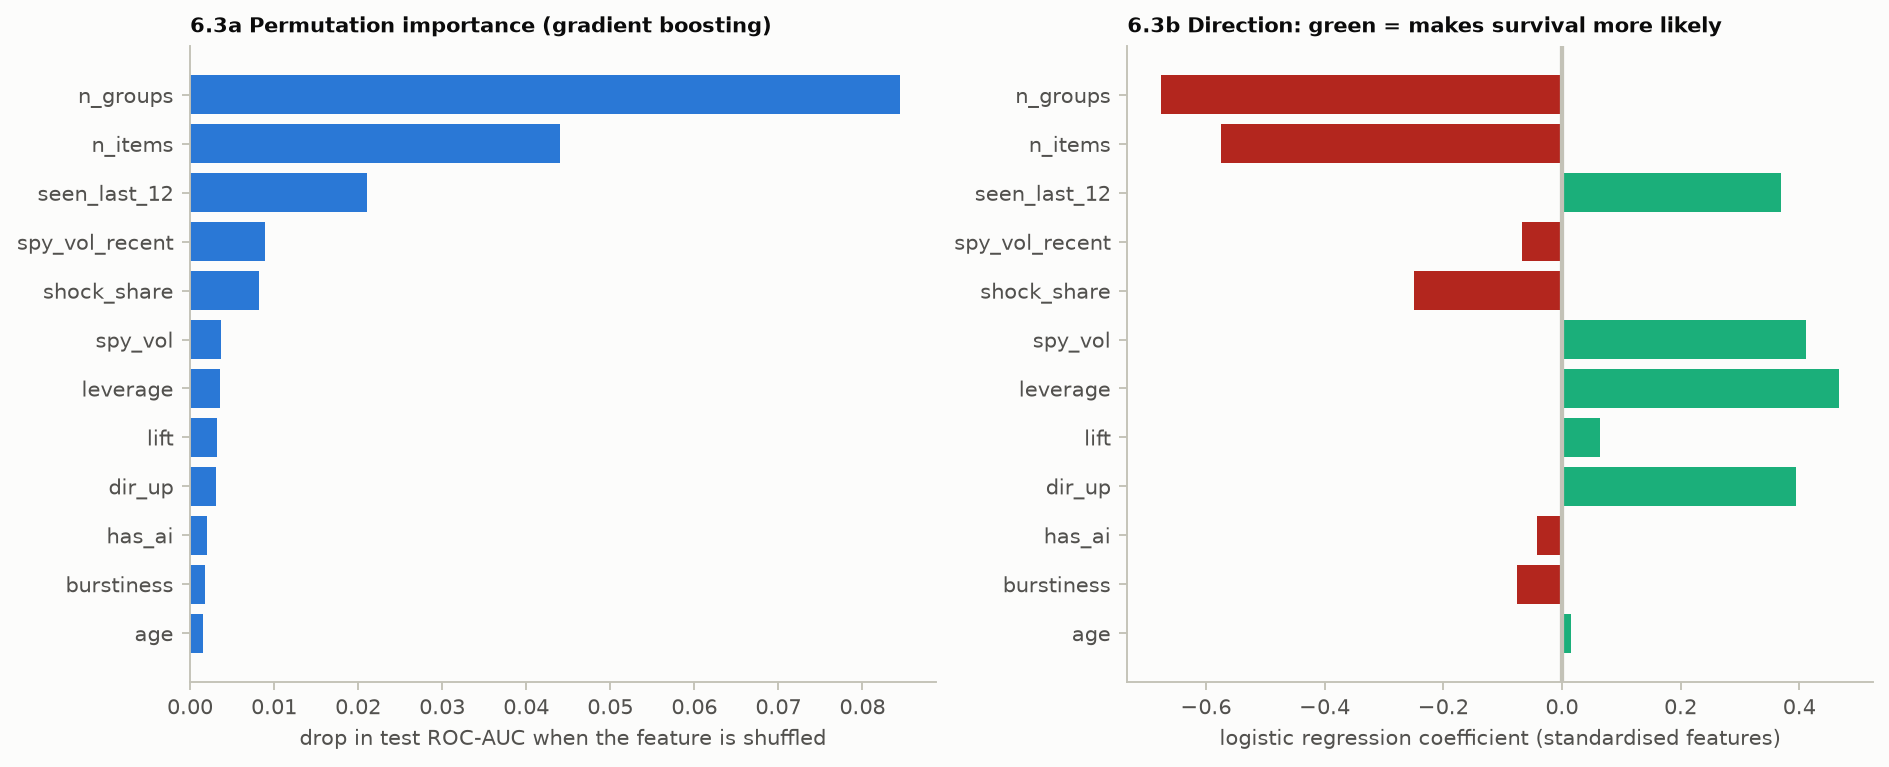 6.3a Permutation importance (gradient boosting)
n_groups
n_items
seen_last_12
spy_vol_recent
shock_share
spy_vol
leverage
lift
dir_up
has_ai
burstiness
age
0.00 0.01 0.02 0.03 0.04 0.05 0.06 0.07 0.08
drop in test ROC-AUC when the feature is shuffled
6.3b Direction: green = makes survival more likely
n_groups
n_items
seen_last_12
spy_vol_recent
shock_share
spy_vol
leverage
lift
dir_up
has_ai
burstiness
age
−0.6 −0.4 −0.2 0.0 0.2 0.4
logistic regression coefficient (standardised features)